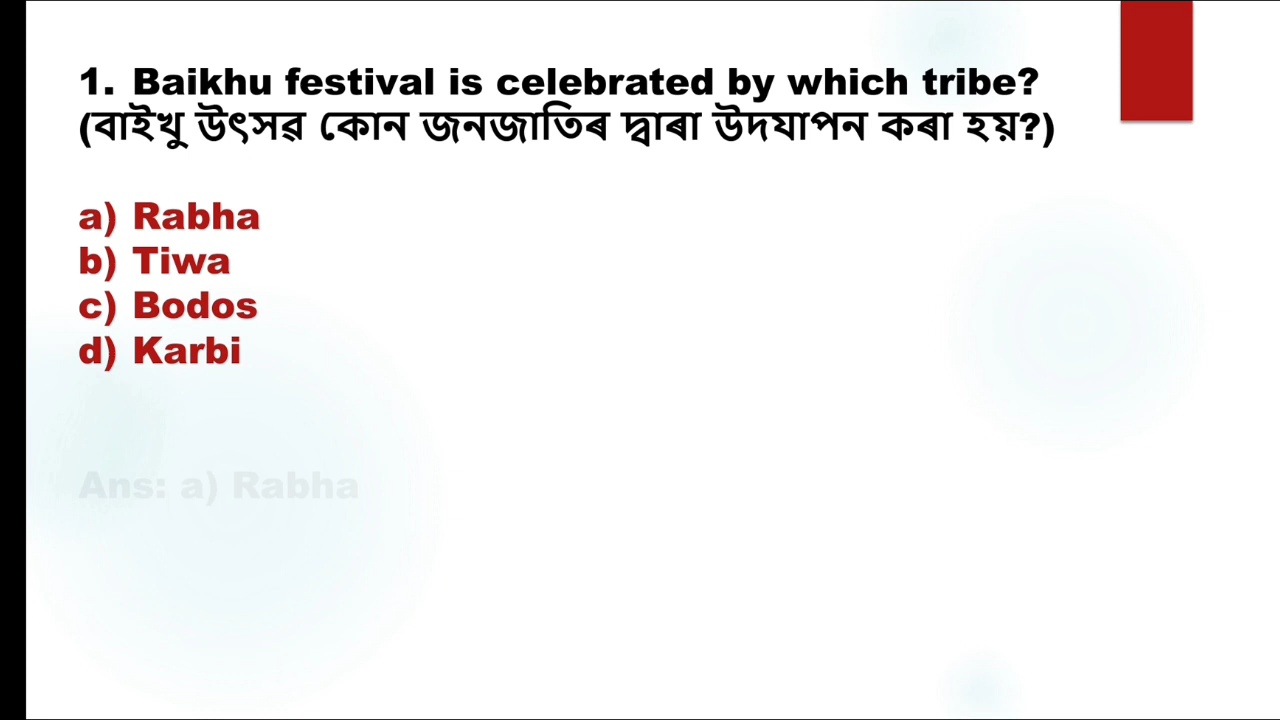 1. Baikhu festival is celebrated by which tribe?
(বাইখু উৎসৱ কোন জনজাতিৰ দ্বাৰা উদযাপন কৰা হয়?)
a) Rabha
b) Tiwa
c) Bodos
d) Karbi
Ans: a) Rabha